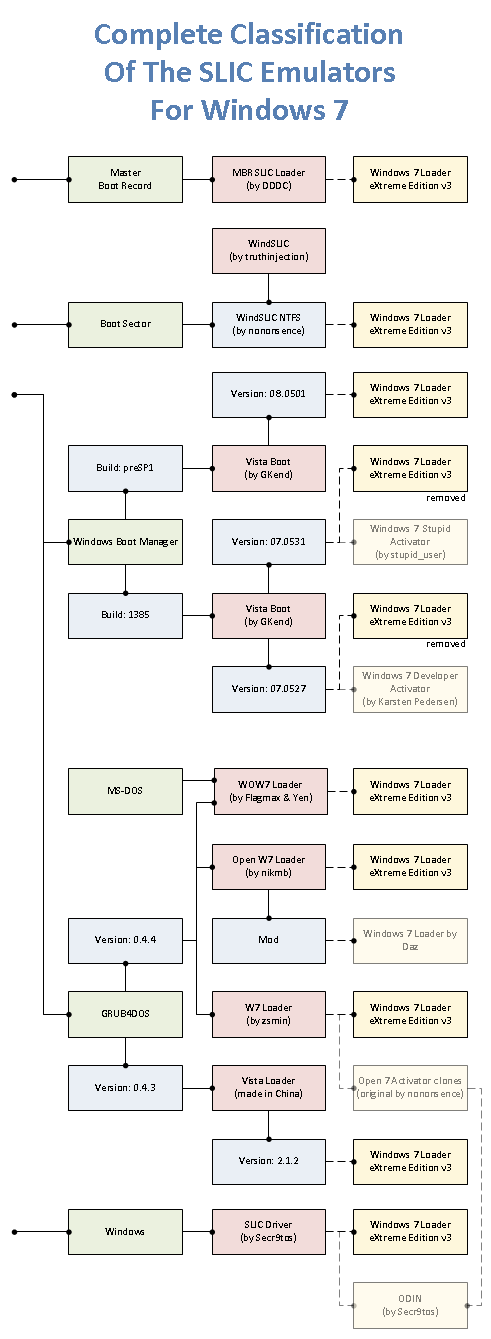 Complete Classification
Of The SLIC Emulators
For Windows 7
Master
Boot Record
MBR SLIC Loader
(by DDDC)
Windows 7 Loader
eXtreme Edition v3
WindSLIC
(by truthinjection)
Boot Sector
WindSLIC NTFS
(by nononsence)
Windows 7 Loader
eXtreme Edition v3
Version: 08.0501
Windows 7 Loader
eXtreme Edition v3
Build: preSP1
Vista Boot
(by GKend)
Windows 7 Loader
eXtreme Edition v3
removed
Windows Boot Manager
Version: 07.0531
Windows 7 Stupid
Activator
(by stupid_user)
Build: 1385
Vista Boot
(by GKend)
Windows 7 Loader
eXtreme Edition v3
removed
Version: 07.0527
Windows 7 Developer
Activator
(by Karsten Pedersen)
MS-DOS
WOW7 Loader
(by Flagmax & Yen)
Windows 7 Loader
eXtreme Edition v3
Open W7 Loader
(by nikmb)
Windows 7 Loader
eXtreme Edition v3
Version: 0.4.4
Mod
Windows 7 Loader by
Daz
GRUB4DOS
W7 Loader
(by zsmin)
Windows 7 Loader
eXtreme Edition v3
Version: 0.4.3
Vista Loader
(made in China)
Open 7 Activator clones
(original by nononsence)
Version: 2.1.2
Windows 7 Loader
eXtreme Edition v3
Windows
SLIC Driver
(by Secr9tos)
Windows 7 Loader
eXtreme Edition v3
ODIN
(by Secr9tos)